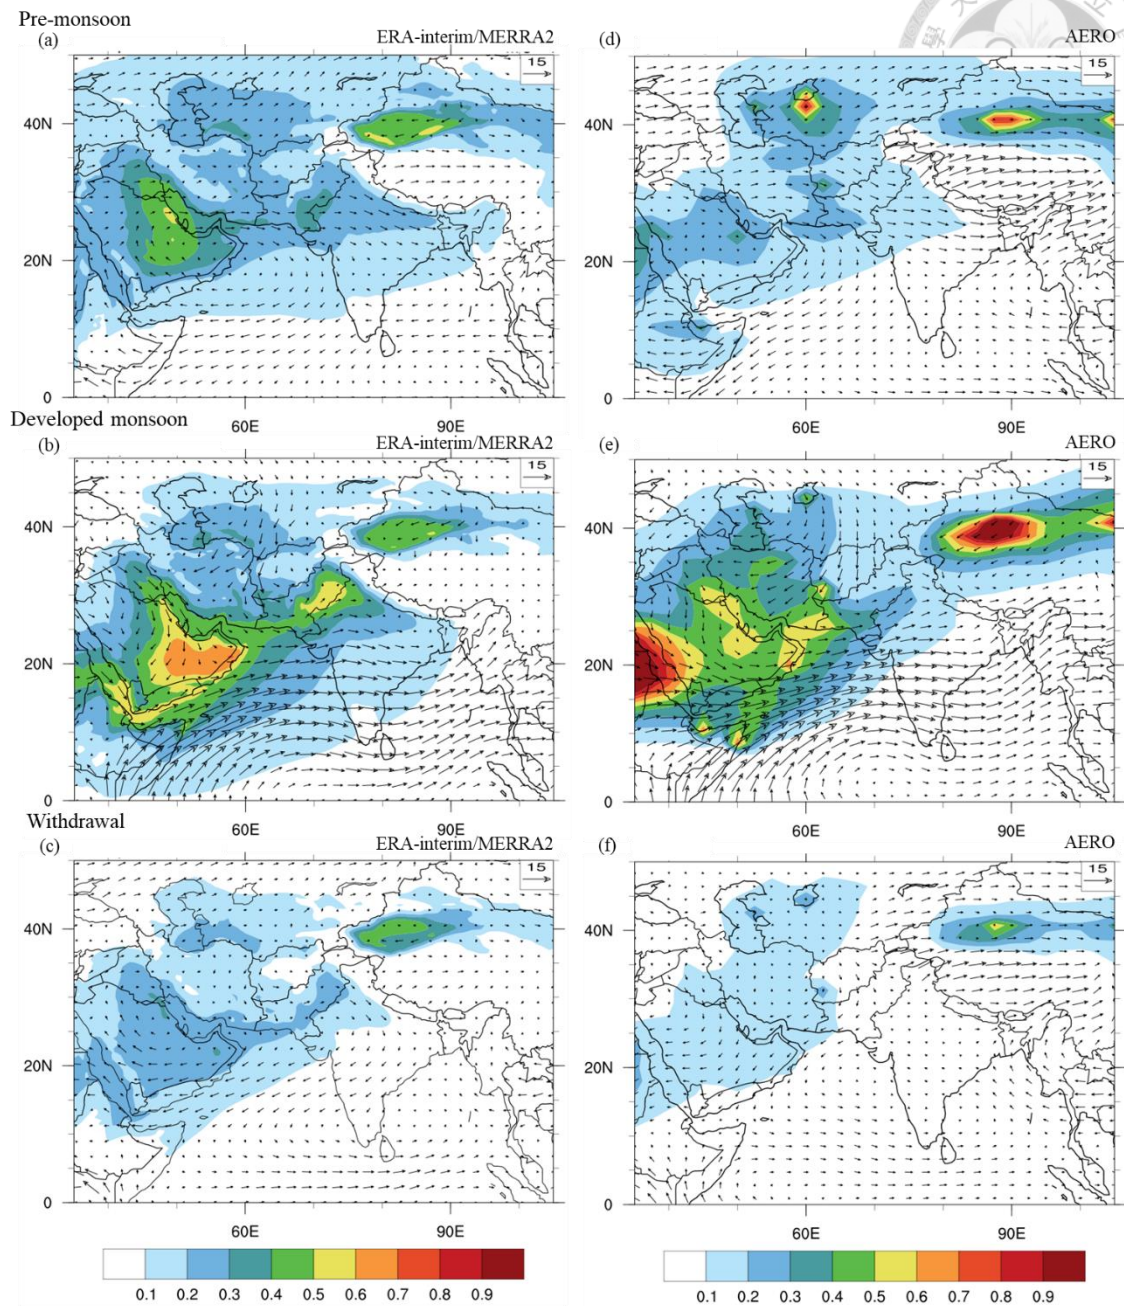 Pre-monsoon
(a) ERA-interim/MERRA2
15
40N
20N
0
60E 90E
(d) AERO
15
40N
20N
0
60E 90E
Developed monsoon
(b) ERA-interim/MERRA2
15
40N
20N
0
60E 90E
(e) AERO
15
40N
20N
0
60E 90E
Withdrawal
(c) ERA-interim/MERRA2
15
40N
20N
0
60E 90E
(f) AERO
15
40N
20N
0
60E 90E
0.1 0.2 0.3 0.4 0.5 0.6 0.7 0.8 0.9
0.1 0.2 0.3 0.4 0.5 0.6 0.7 0.8 0.9